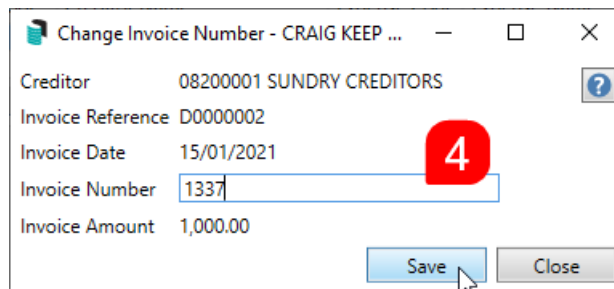 Change Invoice Number - CRAIG KEEP ...
Creditor 08200001 SUNDRY CREDITORS
?
Invoice Reference D0000002
Invoice Date 15/01/2021
4
Invoice Number 1337
Invoice Amount 1,000.00
Save Close